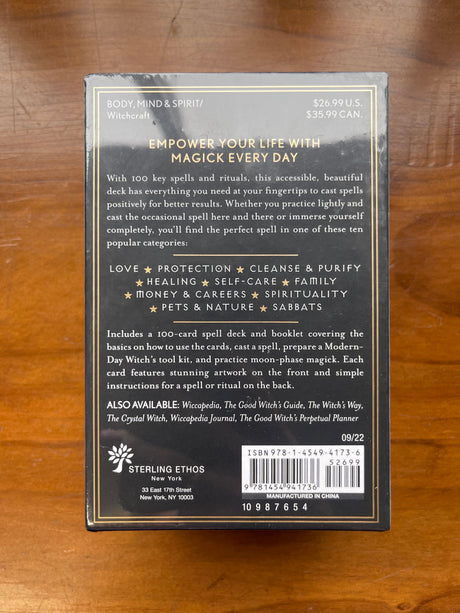 BODY, MIND & SPIRIT/ $26.99 U.S.
Witchcraft $35.99 CAN.
EMPOWER YOUR LIFE WITH
MAGICK EVERY DAY
With 100 key spells and rituals, this accessible, beautiful
deck has everything you need at your fingertips to cast spells
positively for better results. Whether you practice lightly and
cast the occasional spell here and there or immerse yourself
completely, you'll find the perfect spell in one of these ten
popular categories:
LOVE ★ PROTECTION ★ CLEANSE & PURIFY
★ HEALING ★ SELF-CARE ★ FAMILY
★ MONEY & CAREERS ★ SPIRITUALITY
★ PETS & NATURE ★ SABBATS
Includes a 100-card spell deck and booklet covering the
basics on how to use the cards, cast a spell, prepare a Modern-
Day Witch's tool kit, and practice moon-phase magick. Each
card features stunning artwork on the front and simple
instructions for a spell or ritual on the back.
ALSO AVAILABLE: Wiccapedia, The Good Witch's Guide, The Witch's Way,
The Crystal Witch, Wiccapedia Journal, The Good Witch's Perpetual Planner
09/22
STERLING ETHOS
New York
33 East 17th Street
New York, NY 10003
ISBN 978-1-4549-4173-6
52699
9 781454 941736
MANUFACTURED IN CHINA
10 9 8 7 6 5 4